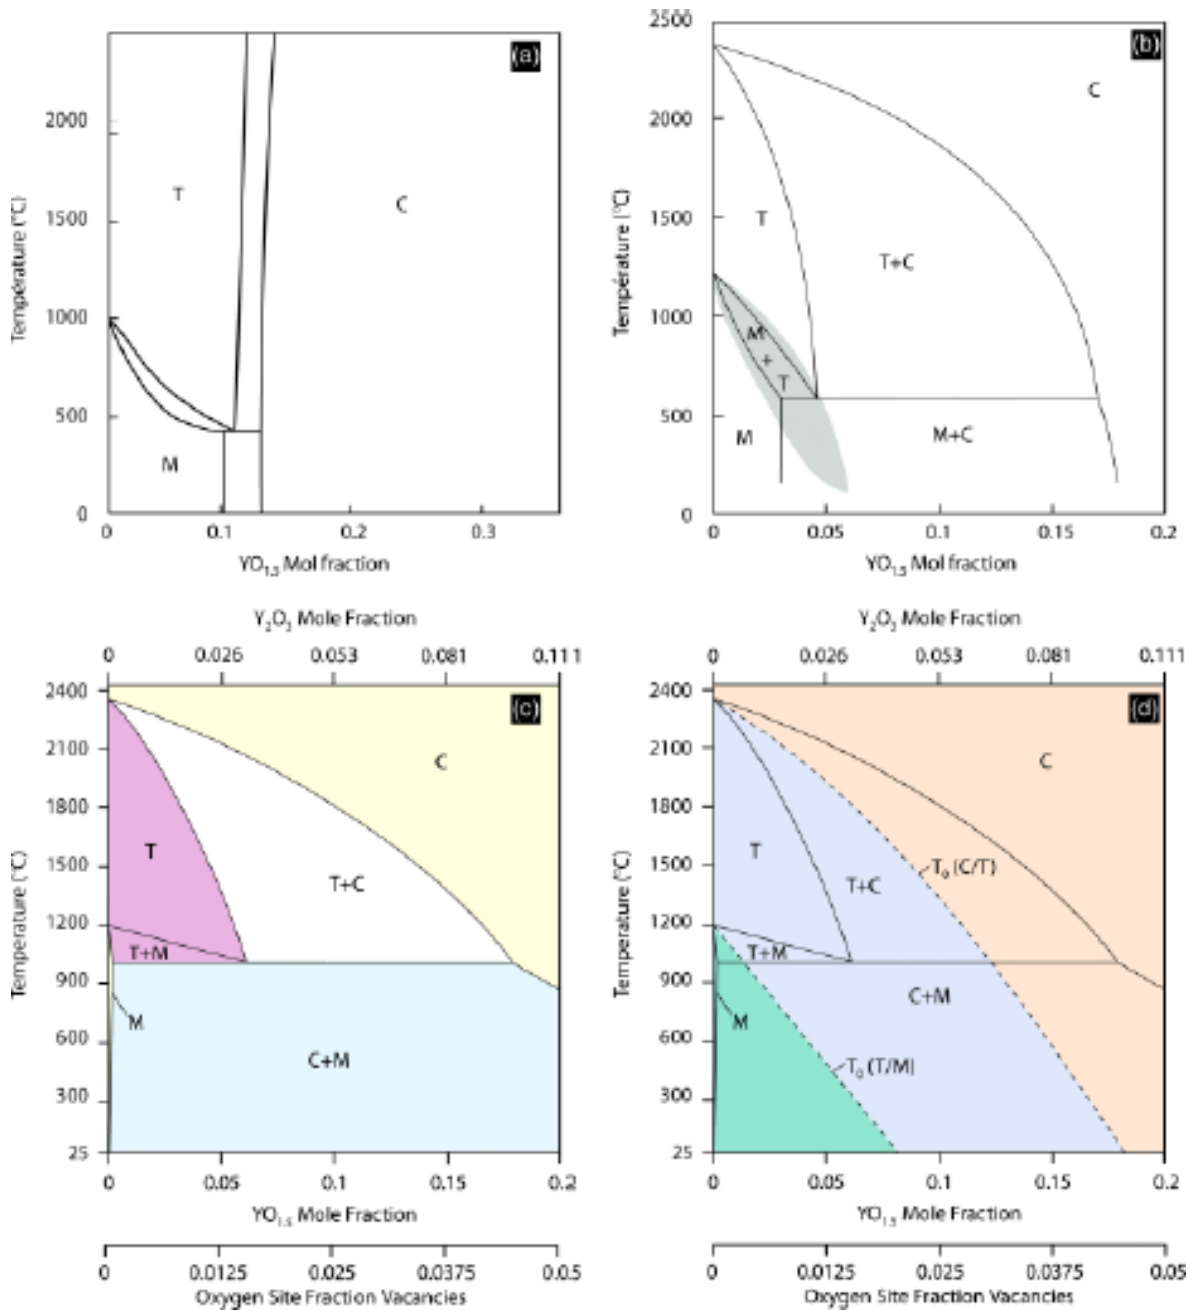 (a)
2000
1500
1000
500
0
T
C
M
0 0.1 0.2 0.3
YO1.5 Mol fraction
Température (°C)
(b)
2500
2000
1500
1000
500
0
C
T
T+C
M
+
T
M
M+C
0 0.05 0.1 0.15 0.2
YO1.5 Mol fraction
Température (°C)
Y2O3 Mole Fraction
0 0.026 0.053 0.081 0.111
(c)
2400
2100
1800
1500
1200
900
600
300
25
C
T
T+C
T+M
M
C+M
Temperature (°C)
0 0.05 0.1 0.15 0.2
YO1.5 Mole Fraction
0 0.0125 0.025 0.0375 0.05
Oxygen Site Fraction Vacancies
Y2O3 Mole Fraction
0 0.026 0.053 0.081 0.111
(d)
2400
2100
1800
1500
1200
900
600
300
25
C
T
T+C
T0 (C/T)
T+M
M
C+M
T0 (T/M)
Temperature (°C)
0 0.05 0.1 0.15 0.2
YO1.5 Mole Fraction
0 0.0125 0.025 0.0375 0.05
Oxygen Site Fraction Vacancies